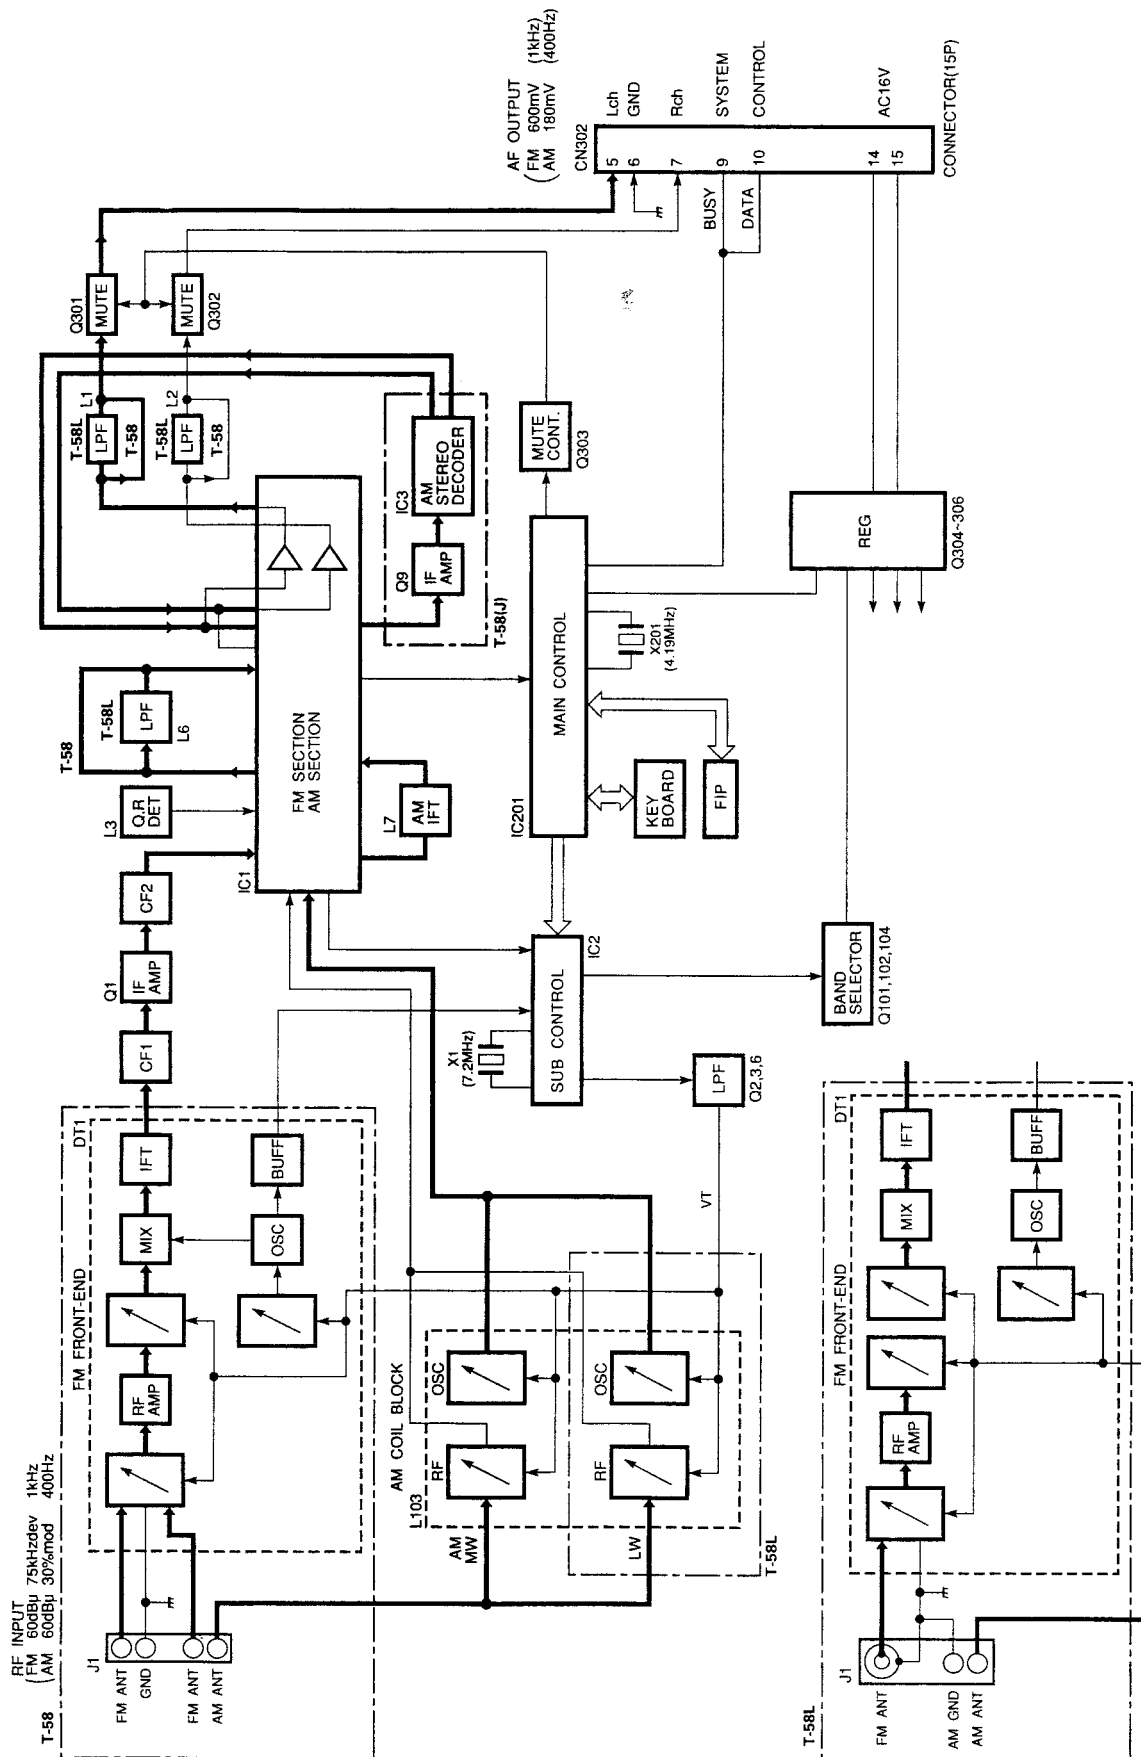 RF INPUT
(FM 60dBµ 75kHzdev 1kHz
AM 60dBµ 30%mod 400Hz
T-58
J1
FM ANT
GND
FM ANT
AM ANT
FM FRONT-END
DT1
RF
AMP
MIX
IFT
OSC
BUFF
CF1
Q1
IF
AMP
CF2
L3
Q.R
DET
T-58
T-58L
LPF
L6
IC1
FM SECTION
AM SECTION
L7
AM
IFT
T-58L
LPF
L1
T-58
T-58L
LPF
L2
T-58
Q301
MUTE
MUTE
Q302
Q9
IF
AMP
IC3
AM
STEREO
DECODER
T-58(J)
AF OUTPUT
(FM 600mV (1kHz)
AM 180mV (400Hz)
CN302
5
Lch
6
GND
7
Rch
9
SYSTEM
10
CONTROL
14
15
AC16V
CONNECTOR(15P)
BUSY
DATA
MUTE
CONT.
Q303
IC201
MAIN CONTROL
X201
(4.19MHz)
KEY
BOARD
FIP
REG
Q304~306
X1
(7.2MHz)
SUB CONTROL
IC2
LPF
Q2,3,6
BAND
SELECTOR
Q101,102,104
VT
AM COIL BLOCK
L103
AM
MW
RF
OSC
LW
RF
OSC
T-58L
T-58L
J1
FM ANT
AM GND
AM ANT
FM FRONT-END
DT1
RF
AMP
MIX
IFT
OSC
BUFF